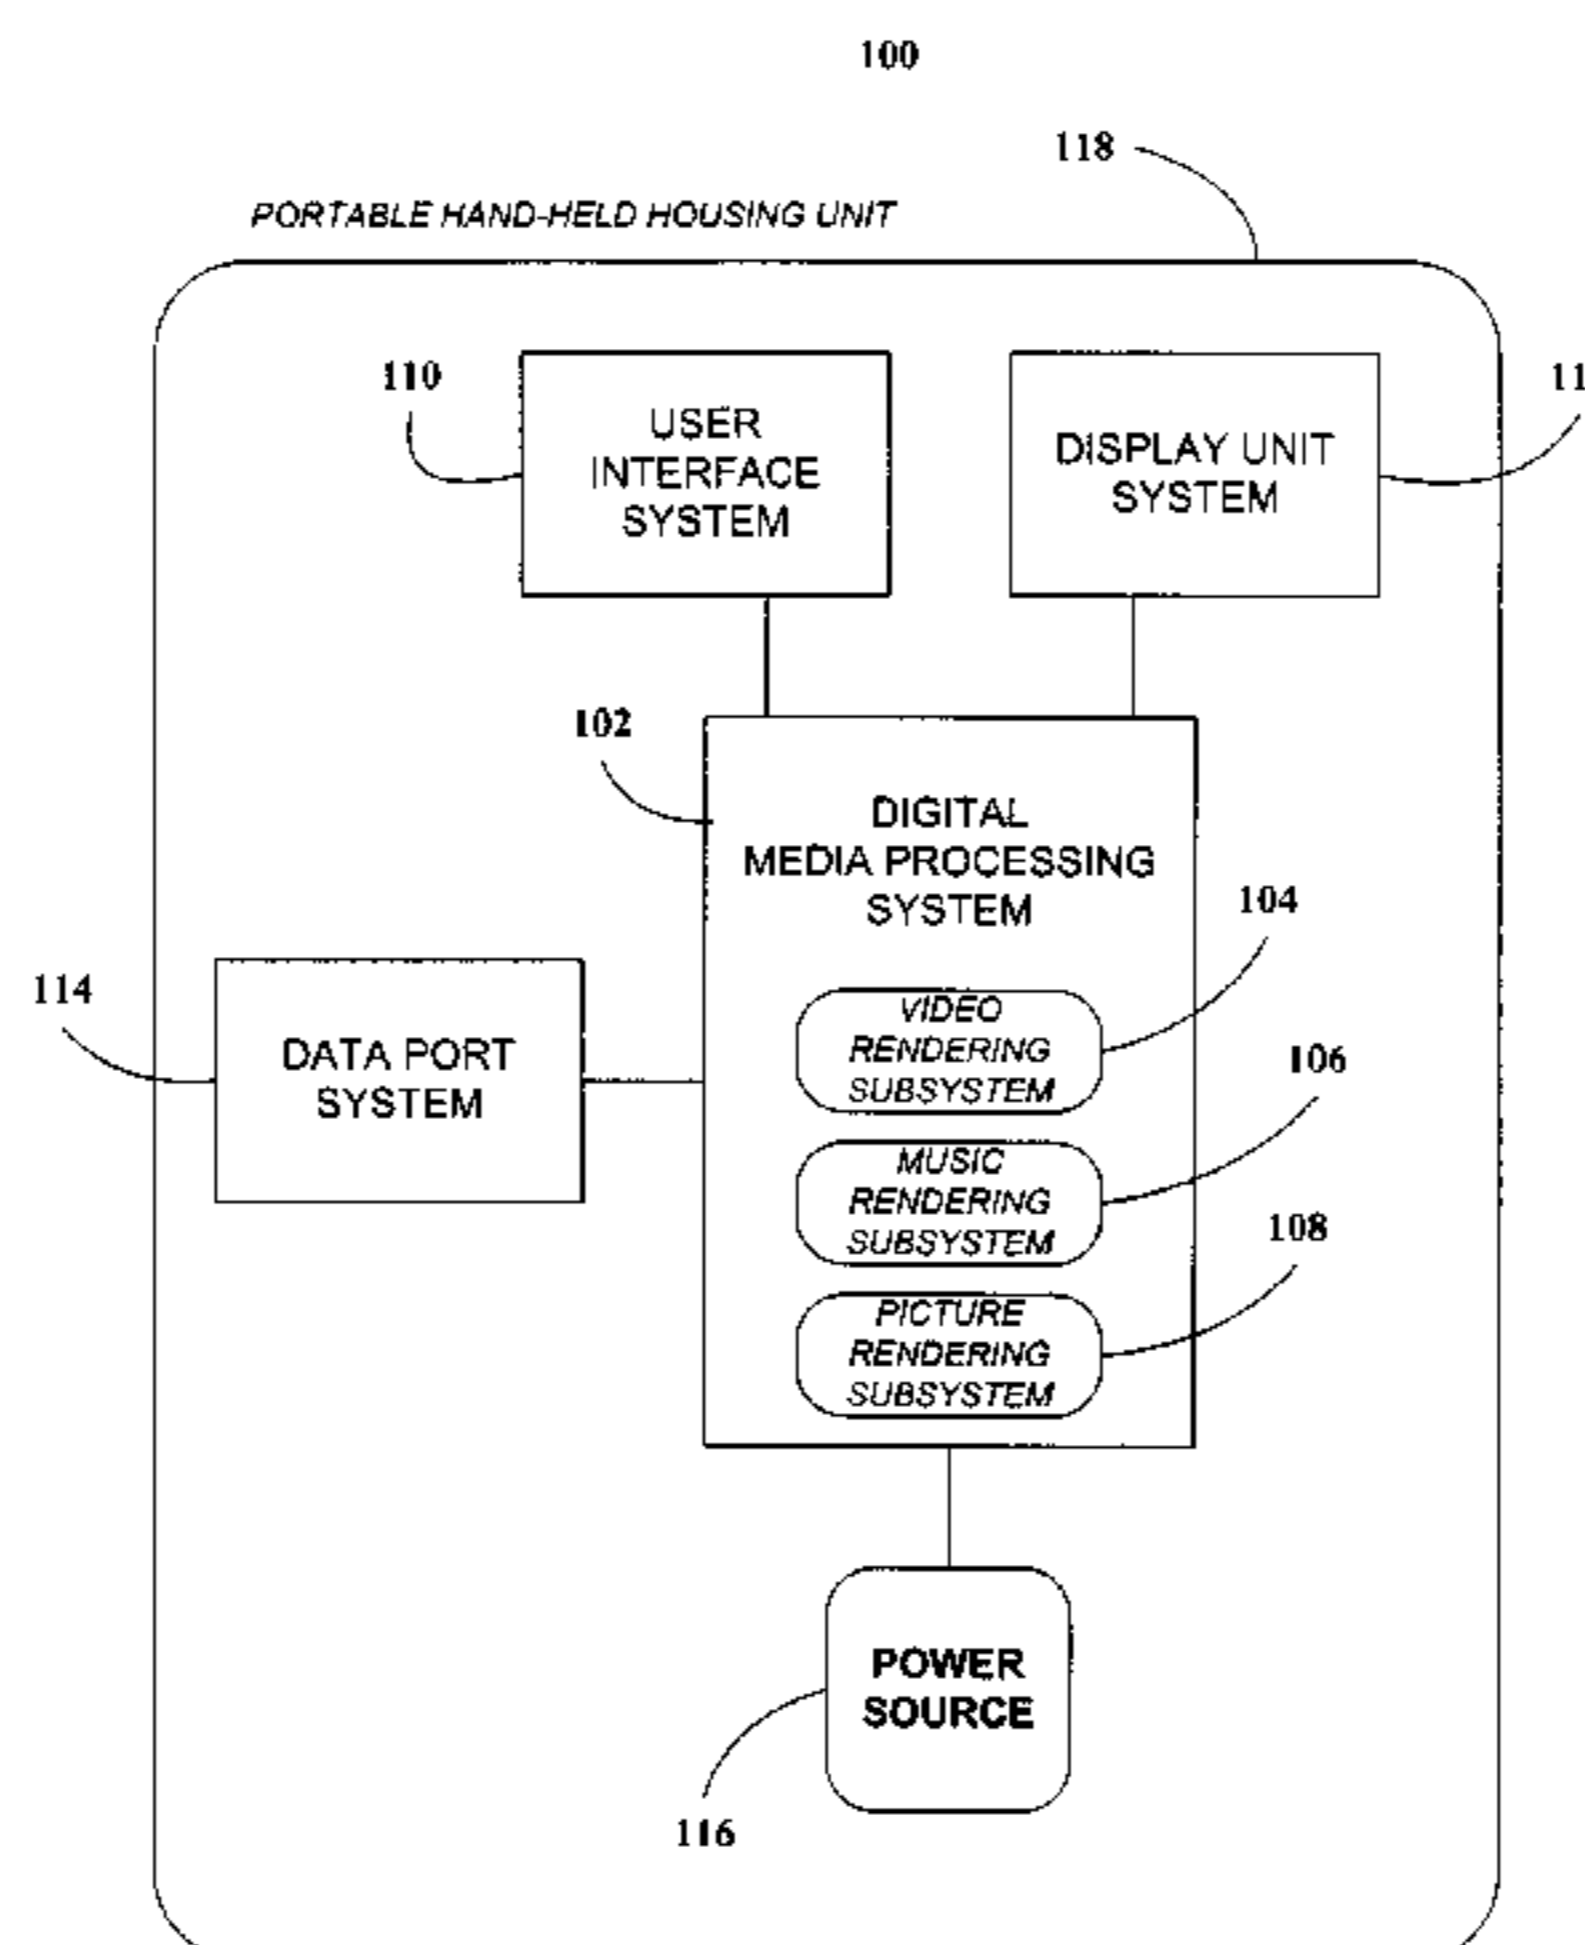 100
118
PORTABLE HAND-HELD HOUSING UNIT
110
USER
INTERFACE
SYSTEM
DISPLAY UNIT
SYSTEM
11
102
DIGITAL
MEDIA PROCESSING
SYSTEM
104
VIDEO
RENDERING
SUBSYSTEM
114
DATA PORT
SYSTEM
106
MUSIC
RENDERING
SUBSYSTEM
108
PICTURE
RENDERING
SUBSYSTEM
POWER
SOURCE
116